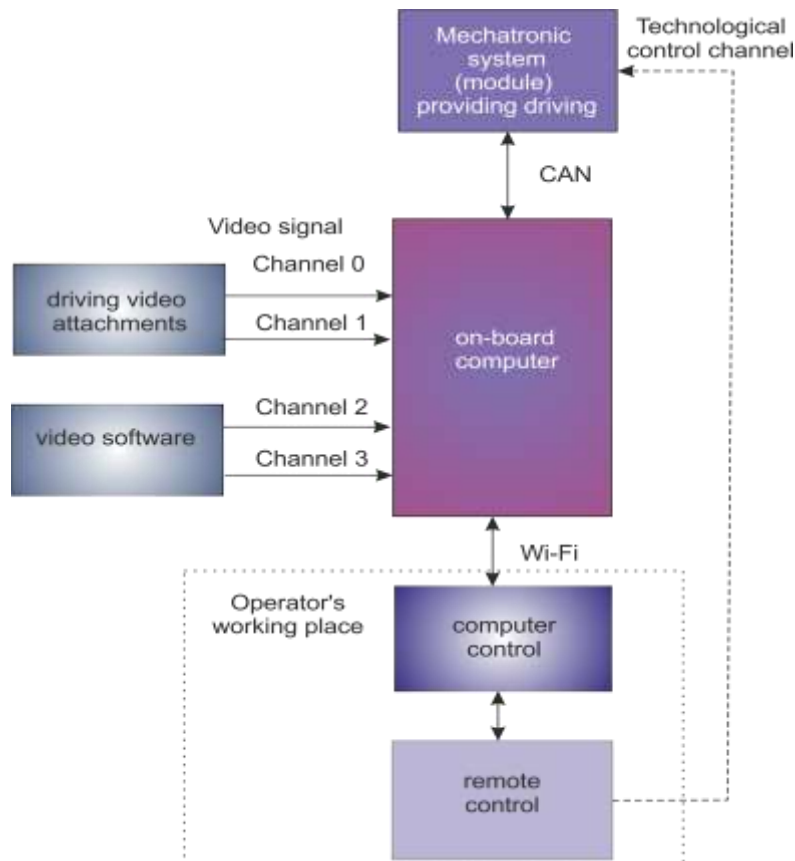 Mechatronic
system
(module)
providing driving
Technological
control channel
CAN
Video signal
Channel 0
driving video
attachments
Channel 1
on-board
computer
Channel 2
video software
Channel 3
Wi-Fi
Operator's
working place
computer
control
remote
control